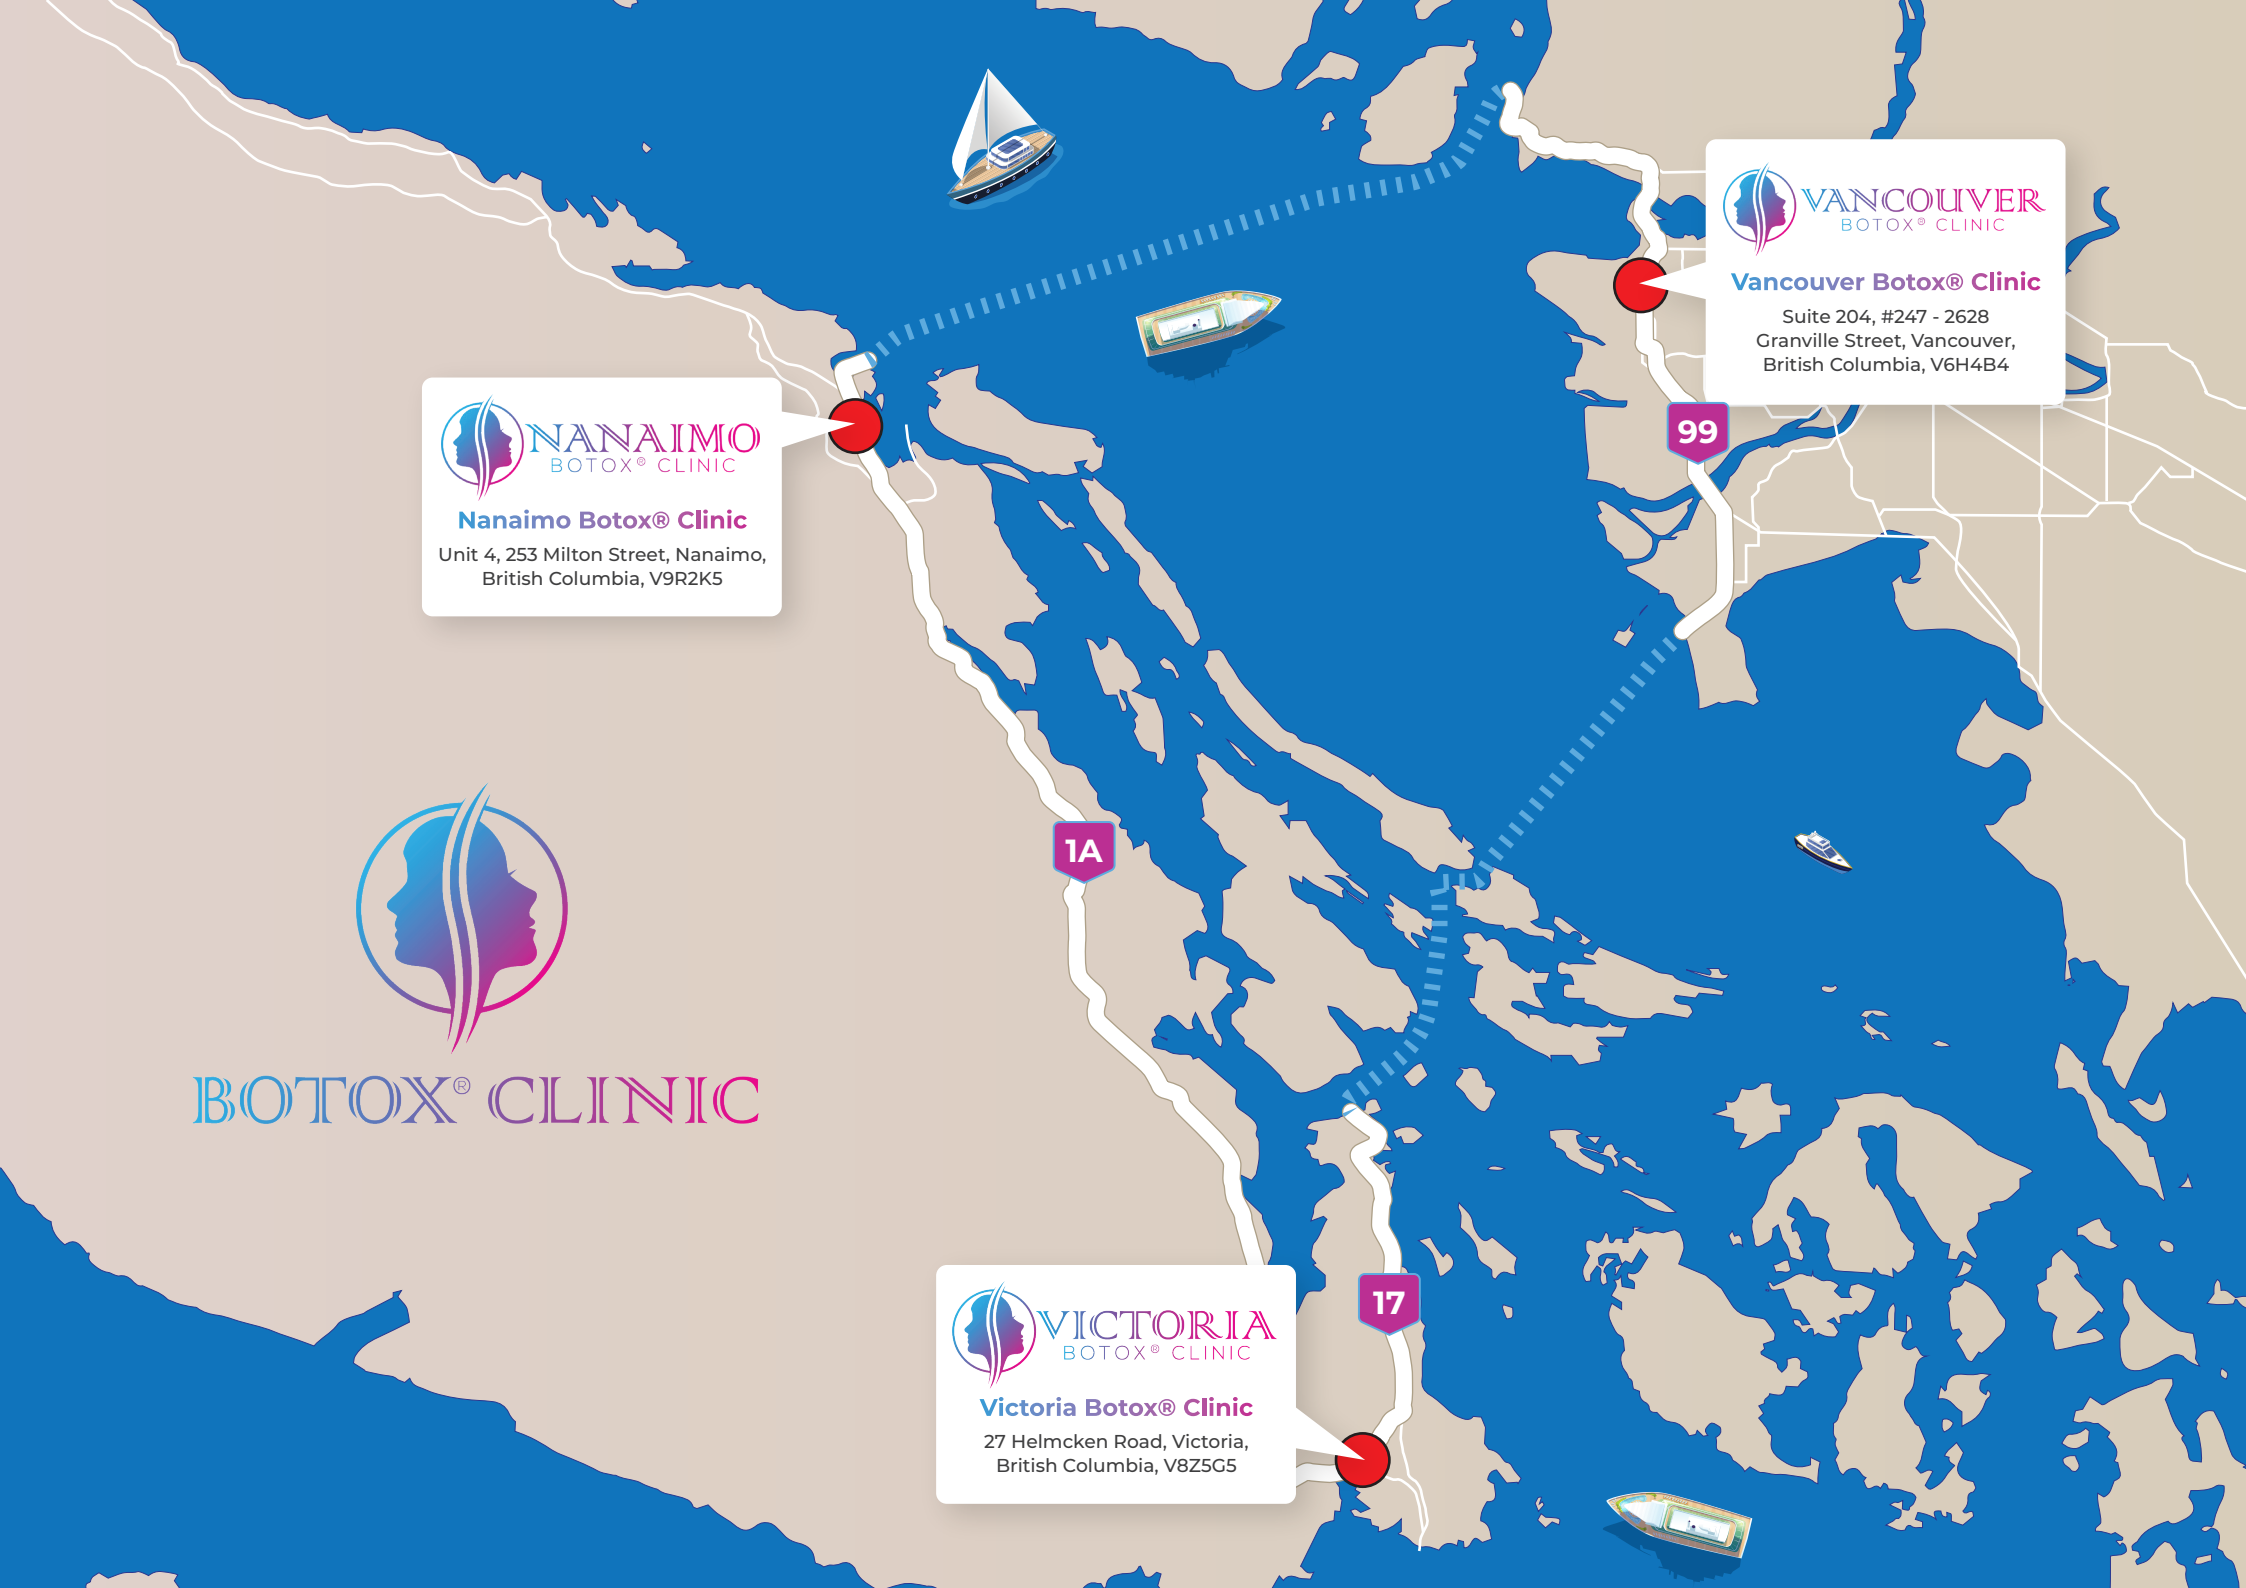 VANCOUVER
BOTOX® CLINIC
Vancouver Botox® Clinic
Suite 204, #247 - 2628
Granville Street, Vancouver,
British Columbia, V6H4B4
99
NANAIMO
BOTOX® CLINIC
Nanaimo Botox® Clinic
Unit 4, 253 Milton Street, Nanaimo,
British Columbia, V9R2K5
1A
BOTOX® CLINIC
17
VICTORIA
BOTOX® CLINIC
Victoria Botox® Clinic
27 Helmcken Road, Victoria,
British Columbia, V8Z5G5